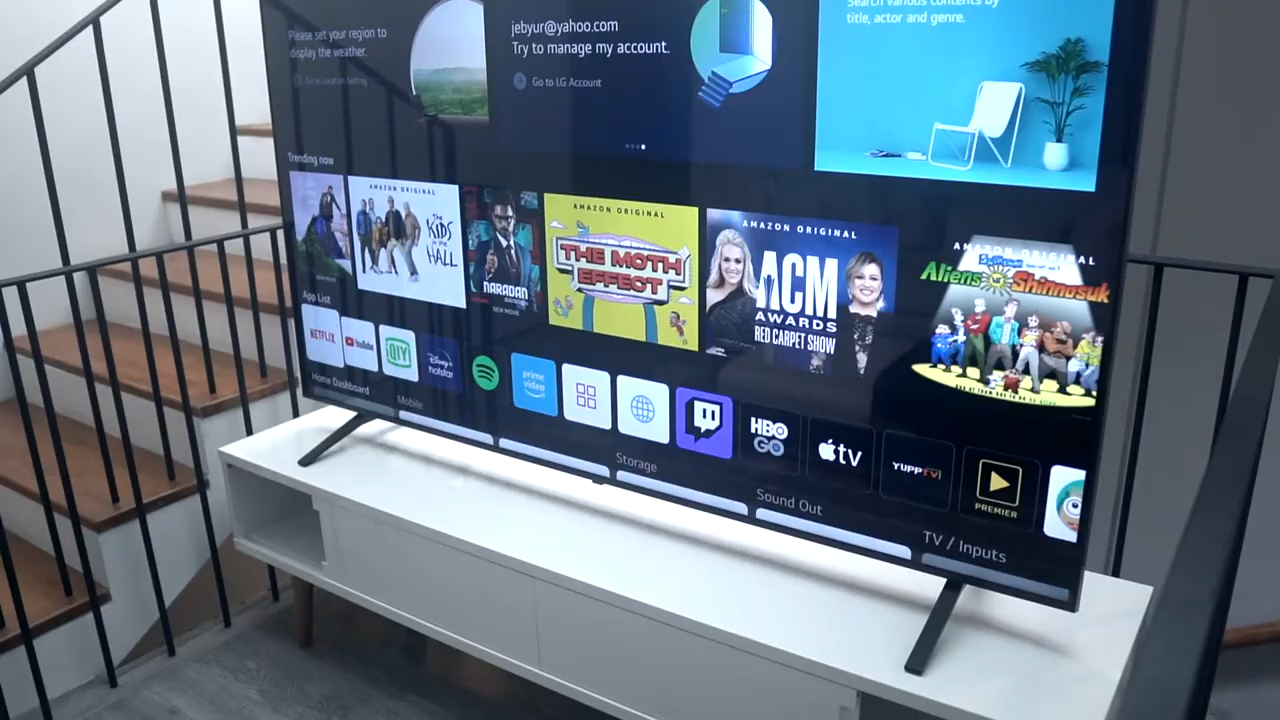 Please set your region to
display the weather.
Go to Location Setting
jebyur@yahoo.com
Try to manage my account.
Go to LG Account
Search various contents by
title, actor and genre.
Trending now
AMAZON ORIGINAL
THE
KIDS
IN THE
HALL
NARADAN
NEW MOVIE
AMAZON ORIGINAL
THE MOTH
EFFECT
AMAZON ORIGINAL
ACM
AWARDS
RED CARPET SHOW
AMAZON ORIGINAL
Aliens Shinnosuk
App List
NETFLIX
YouTube
iQIYI
Disney+
hotstar
prime
video
HBO
GO
tv
YUPPTV
PREMIER
Home Dashboard
Mobile
Storage
Sound Out
TV / Inputs